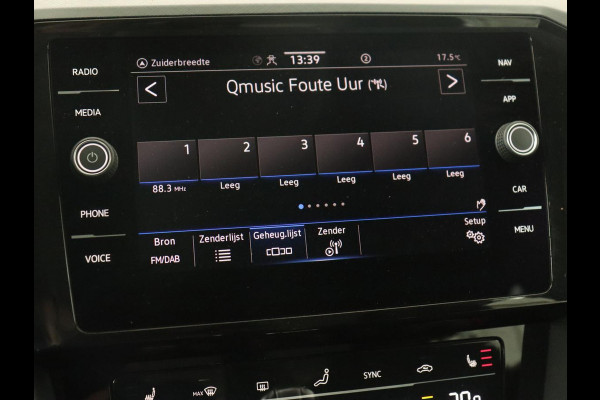 RADIO
MEDIA
PHONE
VOICE
Zuiderbreedte
13:39
2
17.5°C
Qmusic Foute Uur
1
2
3
4
5
6
88.3 MHz
Leeg
Leeg
Leeg
Leeg
Leeg
Bron
FM/DAB
Zenderlijst
Geheug.lijst
Zender
Setup
NAV
APP
CAR
MENU
MAX
SYNC